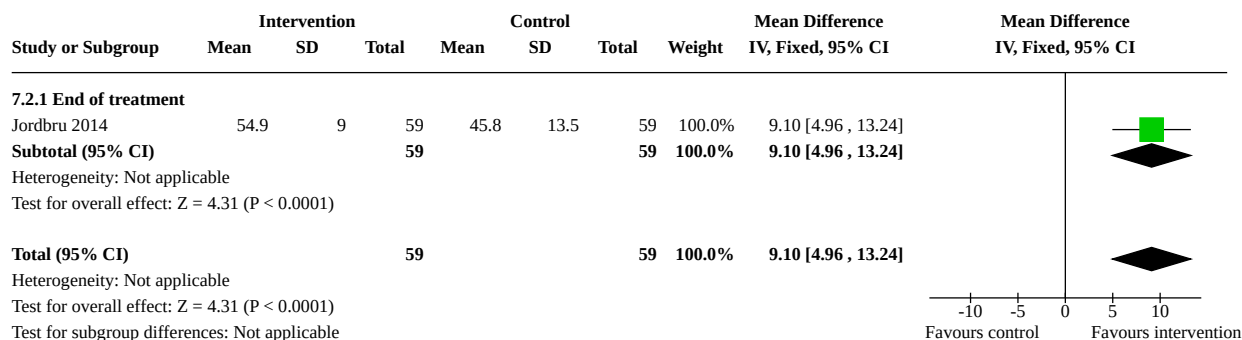 Intervention Control Mean Difference Mean Difference
Study or Subgroup Mean SD Total Mean SD Total Weight IV, Fixed, 95% CI IV, Fixed, 95% CI
7.2.1 End of treatment
Jordbru 2014 54.9 9 59 45.8 13.5 59 100.0% 9.10 [4.96 , 13.24]
Subtotal (95% CI) 59 59 100.0% 9.10 [4.96 , 13.24]
Heterogeneity: Not applicable
Test for overall effect: Z = 4.31 (P < 0.0001)
Total (95% CI) 59 59 100.0% 9.10 [4.96 , 13.24]
Heterogeneity: Not applicable
Test for overall effect: Z = 4.31 (P < 0.0001)
-10 -5 0 5 10
Test for subgroup differences: Not applicable Favours control Favours intervention